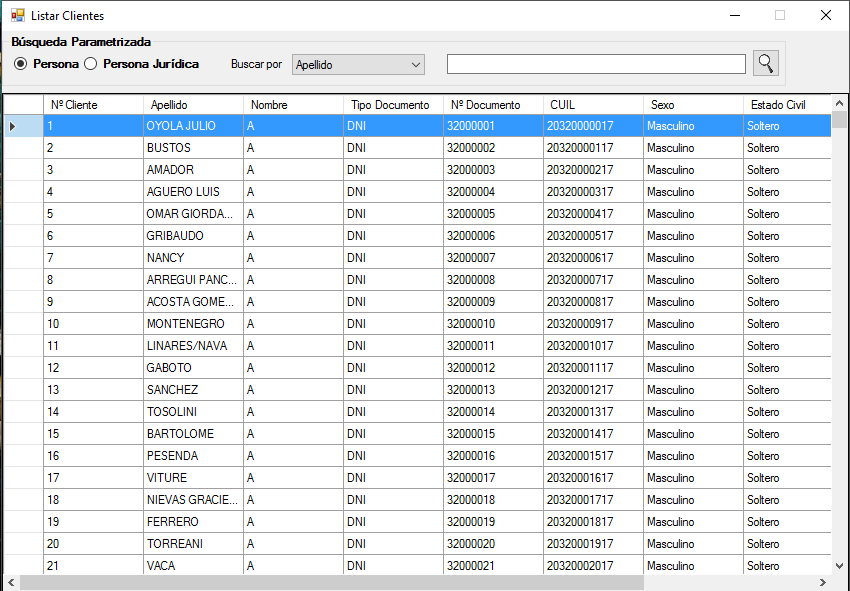 Listar Clientes
Búsqueda Parametrizada
Persona Persona Jurídica Buscar por Apellido
Nº Cliente Apellido Nombre Tipo Documento Nº Documento CUIL Sexo Estado Civil
1 OYOLA JULIO A DNI 32000001 20320000017 Masculino Soltero
2 BUSTOS A DNI 32000002 20320000117 Masculino Soltero
3 AMADOR A DNI 32000003 20320000217 Masculino Soltero
4 AGUERO LUIS A DNI 32000004 20320000317 Masculino Soltero
5 OMAR GIORDA... A DNI 32000005 20320000417 Masculino Soltero
6 GRIBAUDO A DNI 32000006 20320000517 Masculino Soltero
7 NANCY A DNI 32000007 20320000617 Masculino Soltero
8 ARREGUI PANC... A DNI 32000008 20320000717 Masculino Soltero
9 ACOSTA GOME... A DNI 32000009 20320000817 Masculino Soltero
10 MONTENEGRO A DNI 32000010 20320000917 Masculino Soltero
11 LINARES/NAVA A DNI 32000011 20320001017 Masculino Soltero
12 GABOTO A DNI 32000012 20320001117 Masculino Soltero
13 SANCHEZ A DNI 32000013 20320001217 Masculino Soltero
14 TOSOLINI A DNI 32000014 20320001317 Masculino Soltero
15 BARTOLOME A DNI 32000015 20320001417 Masculino Soltero
16 PESENDA A DNI 32000016 20320001517 Masculino Soltero
17 VITURE A DNI 32000017 20320001617 Masculino Soltero
18 NIEVAS GRACIE... A DNI 32000018 20320001717 Masculino Soltero
19 FERRERO A DNI 32000019 20320001817 Masculino Soltero
20 TORREANI A DNI 32000020 20320001917 Masculino Soltero
21 VACA A DNI 32000021 20320002017 Masculino Soltero